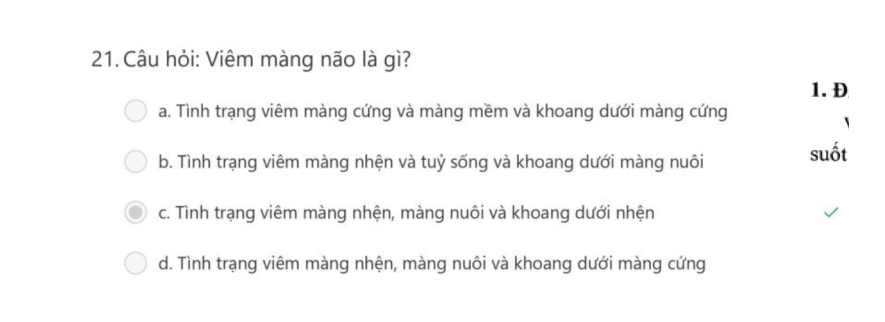 21. Câu hỏi: Viêm màng não là gì?
a. Tình trạng viêm màng cứng và màng mềm và khoang dưới màng cứng
b. Tình trạng viêm màng nhện và tuỷ sống và khoang dưới màng nuôi
c. Tình trạng viêm màng nhện, màng nuôi và khoang dưới nhện
d. Tình trạng viêm màng nhện, màng nuôi và khoang dưới màng cứng
1. Đ
suốt